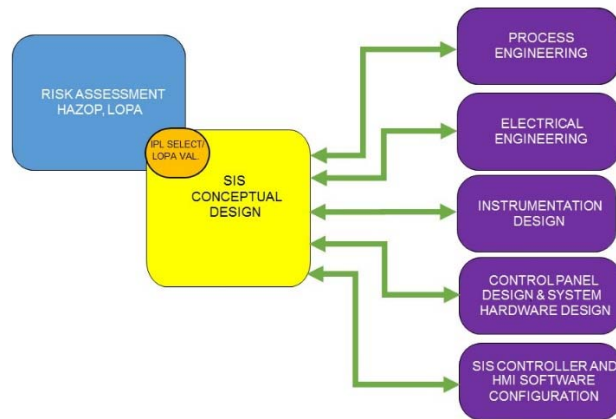 RISK ASSESSMENT
HAZOP, LOPA
IPL SELECT/
LOPA VAL.
SIS
CONCEPTUAL
DESIGN
PROCESS
ENGINEERING
ELECTRICAL
ENGINEERING
INSTRUMENTATION
DESIGN
CONTROL PANEL
DESIGN & SYSTEM
HARDWARE DESIGN
SIS CONTROLLER AND
HMI SOFTWARE
CONFIGURATION